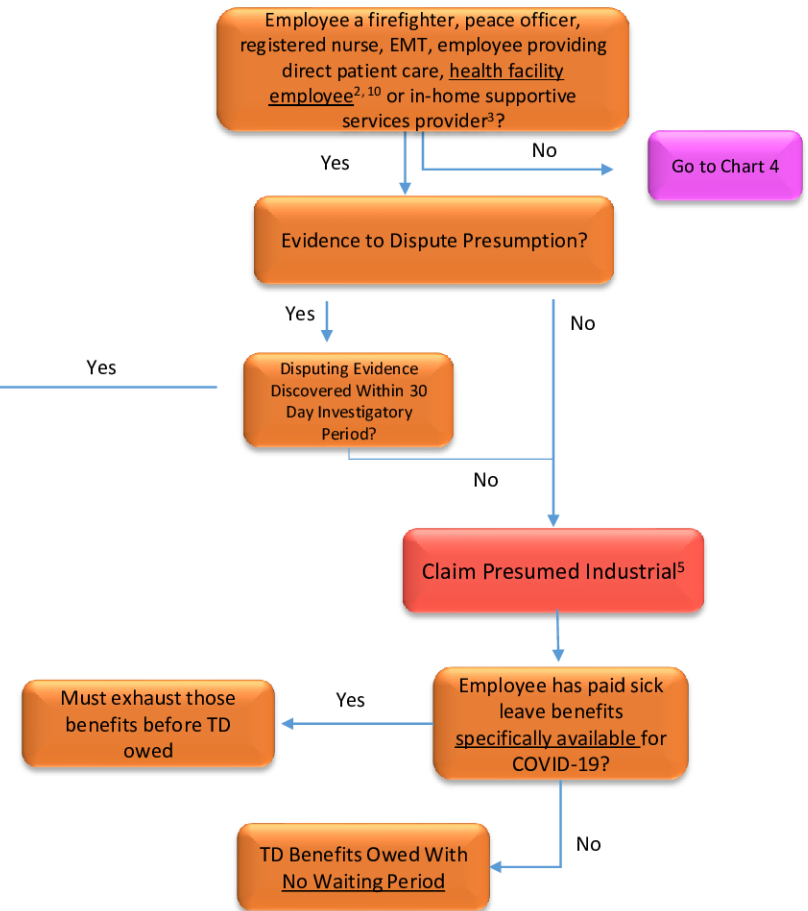 Employee a firefighter, peace officer,
registered nurse, EMT, employee providing
direct patient care, health facility
employee2, 10 or in-home supportive
services provider3?
Yes
No
Go to Chart 4
Evidence to Dispute Presumption?
Yes
No
Yes
Disputing Evidence
Discovered Within 30
Day Investigatory
Period?
No
Claim Presumed Industrial5
Must exhaust those
benefits before TD
owed
Yes
Employee has paid sick
leave benefits
specifically available for
COVID-19?
No
TD Benefits Owed With
No Waiting Period